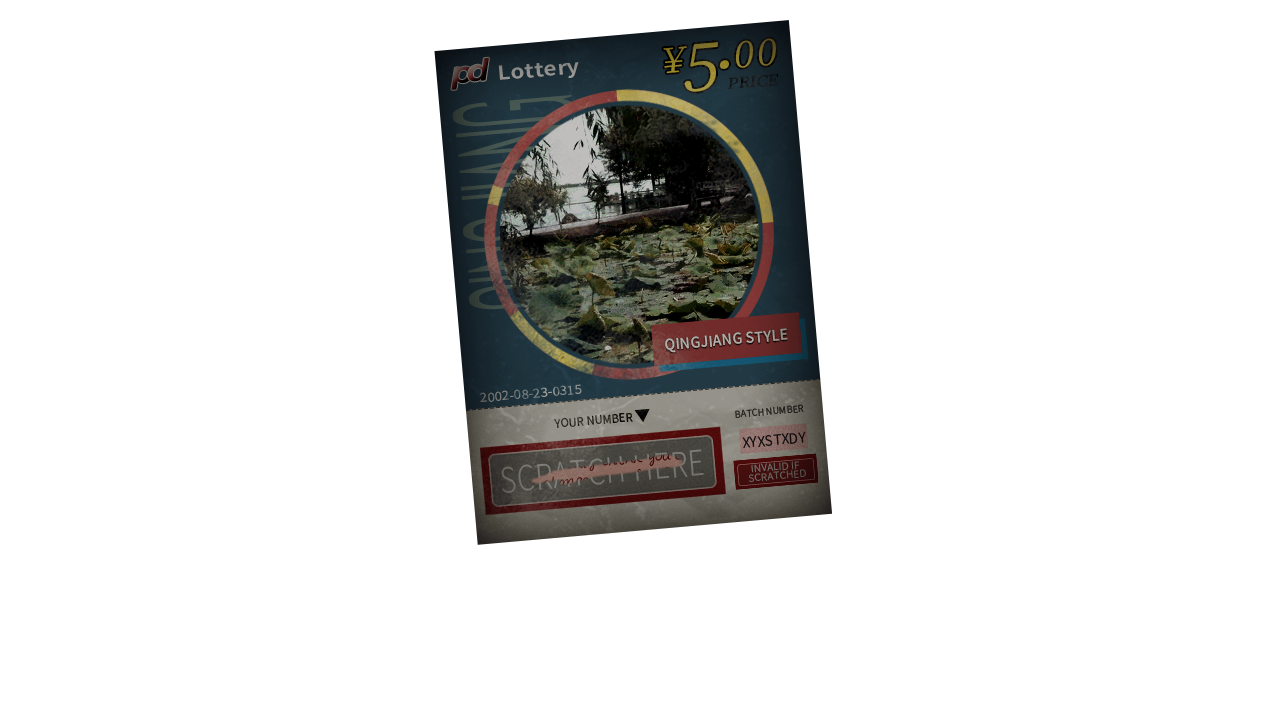 pd Lottery
¥5.00
PRICE
QINGJIANG
QINGJIANG STYLE
2002-08-23-0315
YOUR NUMBER
BATCH NUMBER
XYXSTXDY
SCRATCH HERE
INVALID IF
SCRATCHED